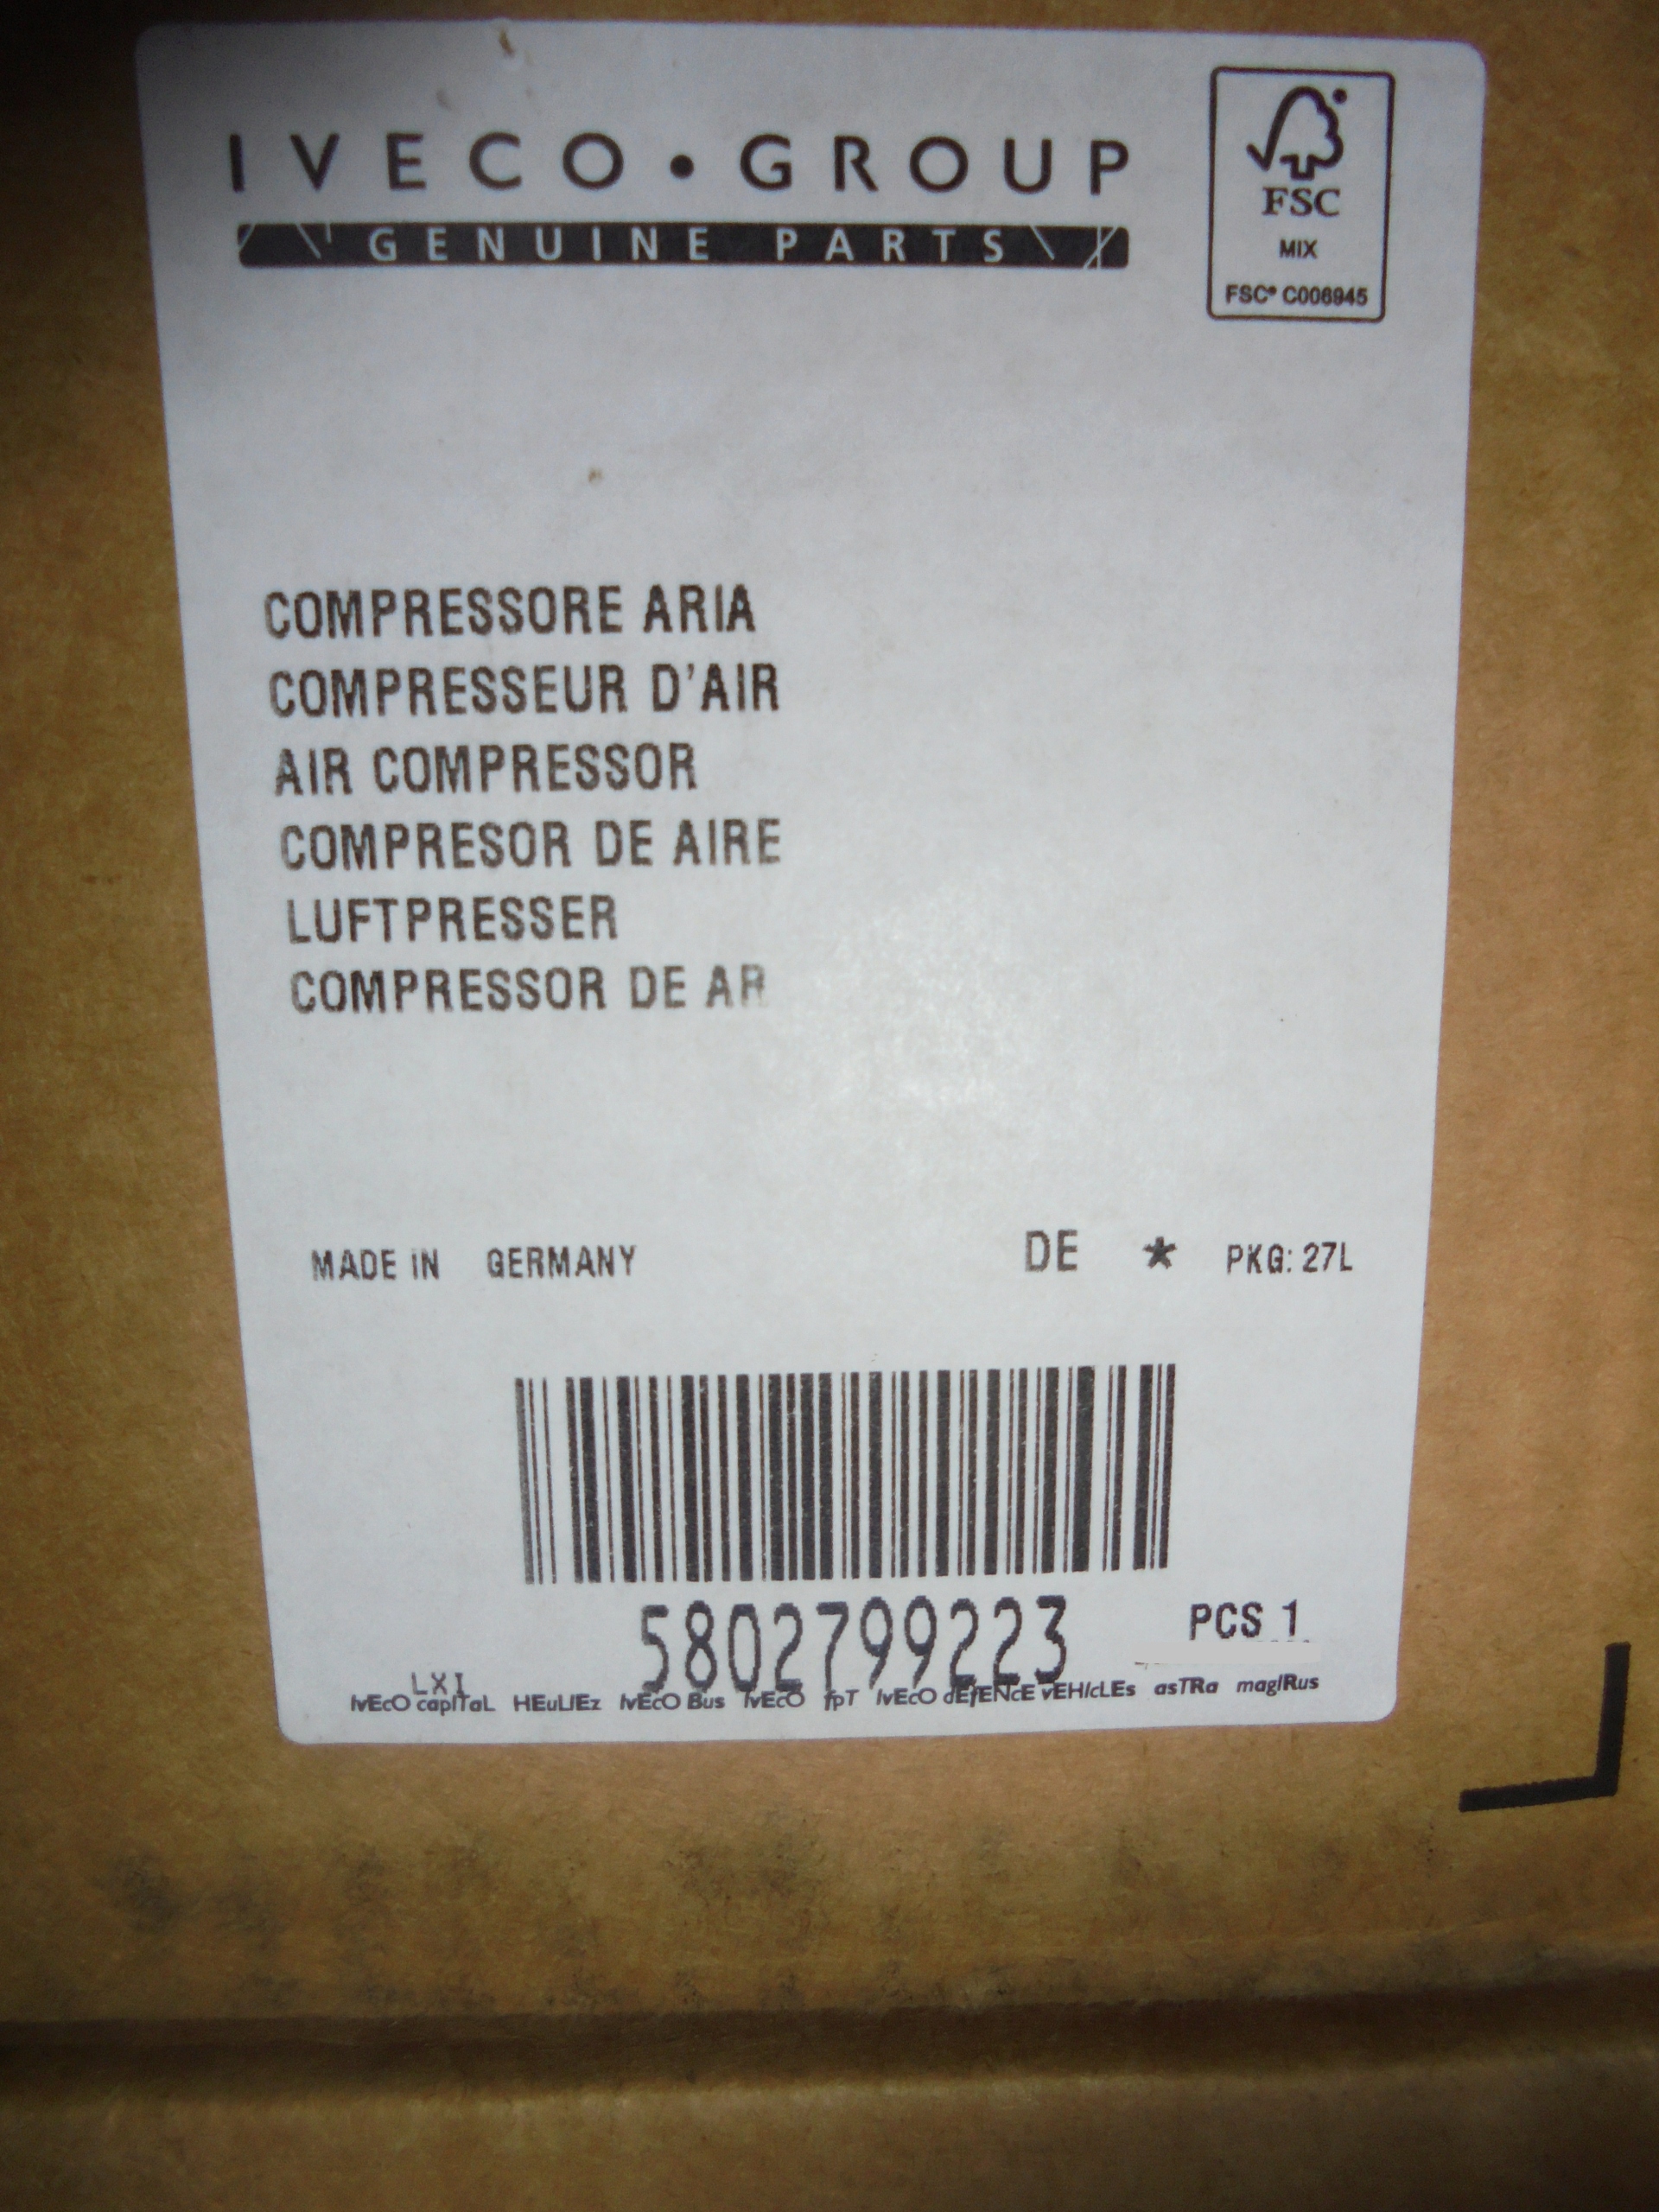 IVECO•GROUP
GENUINE PARTS
FSC
MIX
FSC® C006945
COMPRESSORE ARIA
COMPRESSEUR D'AIR
AIR COMPRESSOR
COMPRESOR DE AIRE
LUFTPRESSER
COMPRESSOR DE AR
MADE IN GERMANY DE * PKG: 27L
5802799223 PCS 1
LXI
IvEcO capITaL HEuLIEz IvEcO Bus IvEcO fpT IvEcO dEfENcE vEHIcLEs asTRa magIRus